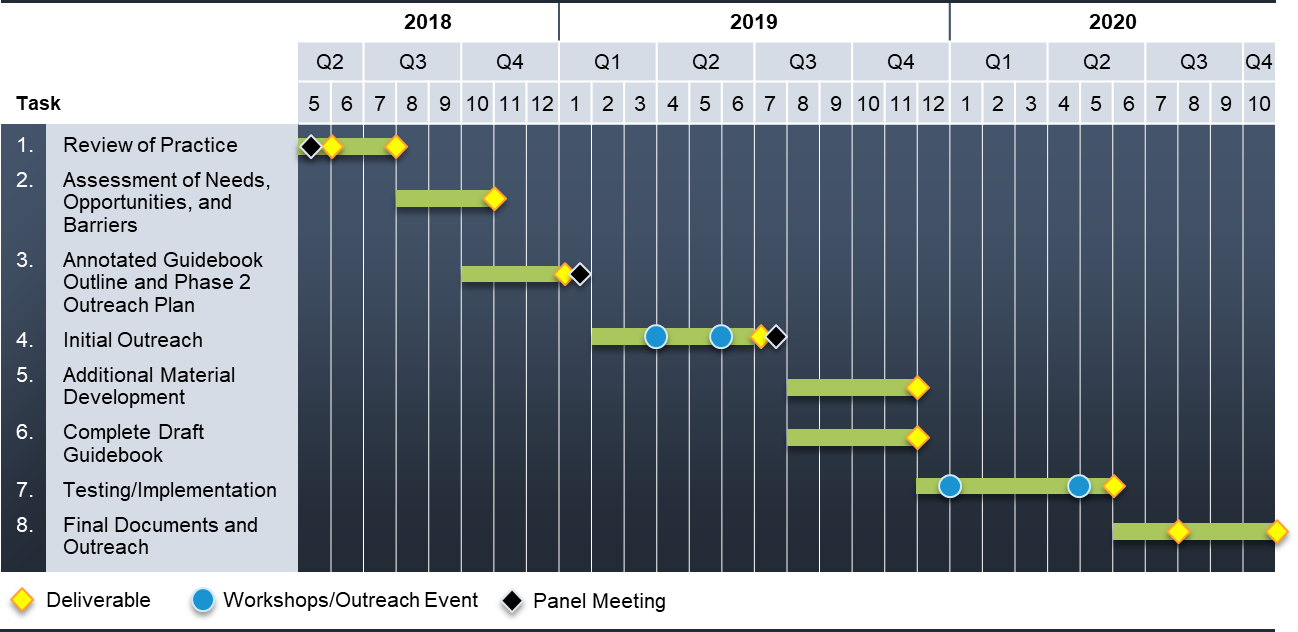 2018 2019 2020
Q2 Q3 Q4 Q1 Q2 Q3 Q4 Q1 Q2 Q3 Q4
Task 5 6 7 8 9 10 11 12 1 2 3 4 5 6 7 8 9 10 11 12 1 2 3 4 5 6 7 8 9 10
1. Review of Practice
2. Assessment of Needs,
Opportunities, and
Barriers
3. Annotated Guidebook
Outline and Phase 2
Outreach Plan
4. Initial Outreach
5. Additional Material
Development
6. Complete Draft
Guidebook
7. Testing/Implementation
8. Final Documents and
Outreach
Deliverable Workshops/Outreach Event Panel Meeting